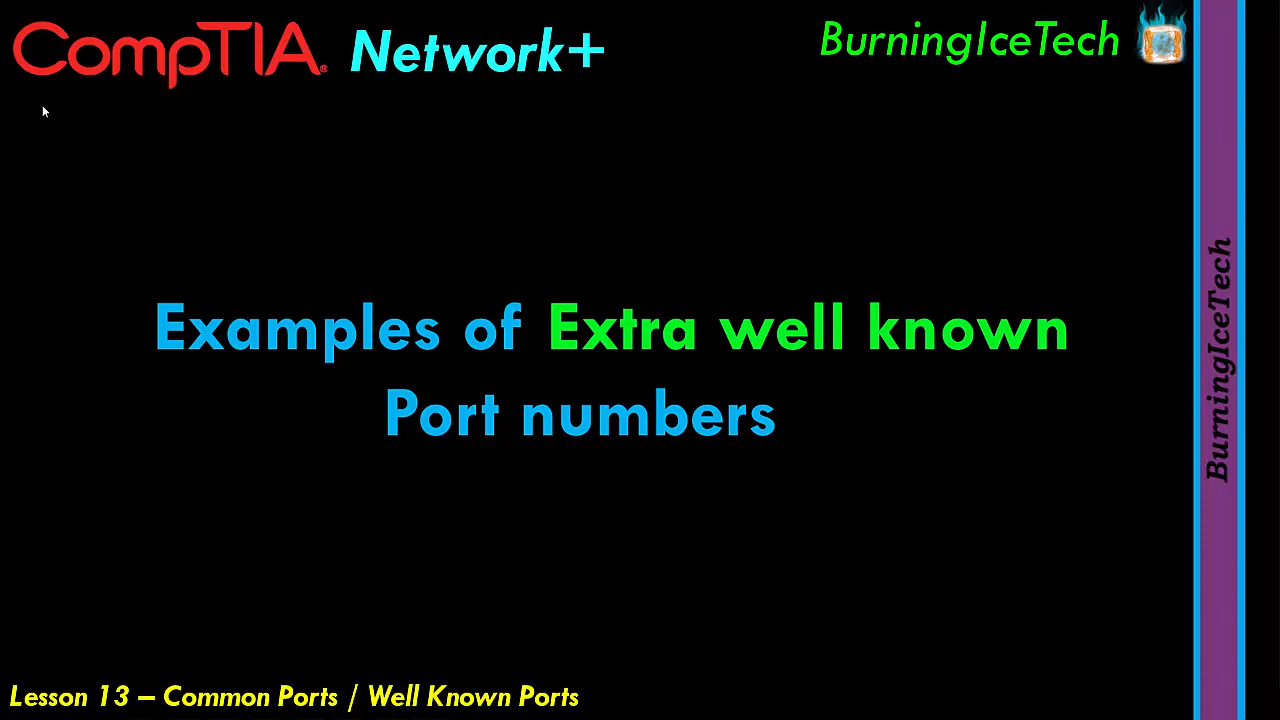 CompTIA® Network+
BurningIceTech
Examples of Extra well known
Port numbers
BurningIceTech
Lesson 13 – Common Ports / Well Known Ports